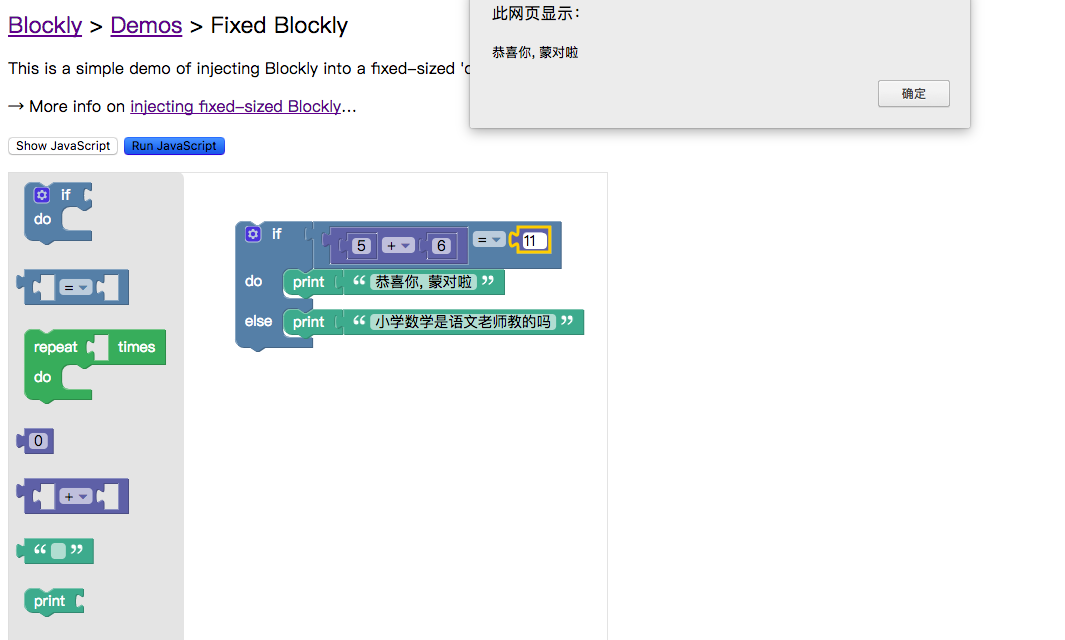 Blockly > Demos > Fixed Blockly
This is a simple demo of injecting Blockly into a fixed-sized 'd
→ More info on injecting fixed-sized Blockly...
Show JavaScript Run JavaScript
此网页显示：
恭喜你, 蒙对啦
确定
if
do
=
repeat times
do
0
+
“ ”
print
if 5 + 6 = 11
do print “ 恭喜你, 蒙对啦 ”
else print “ 小学数学是语文老师教的吗 ”